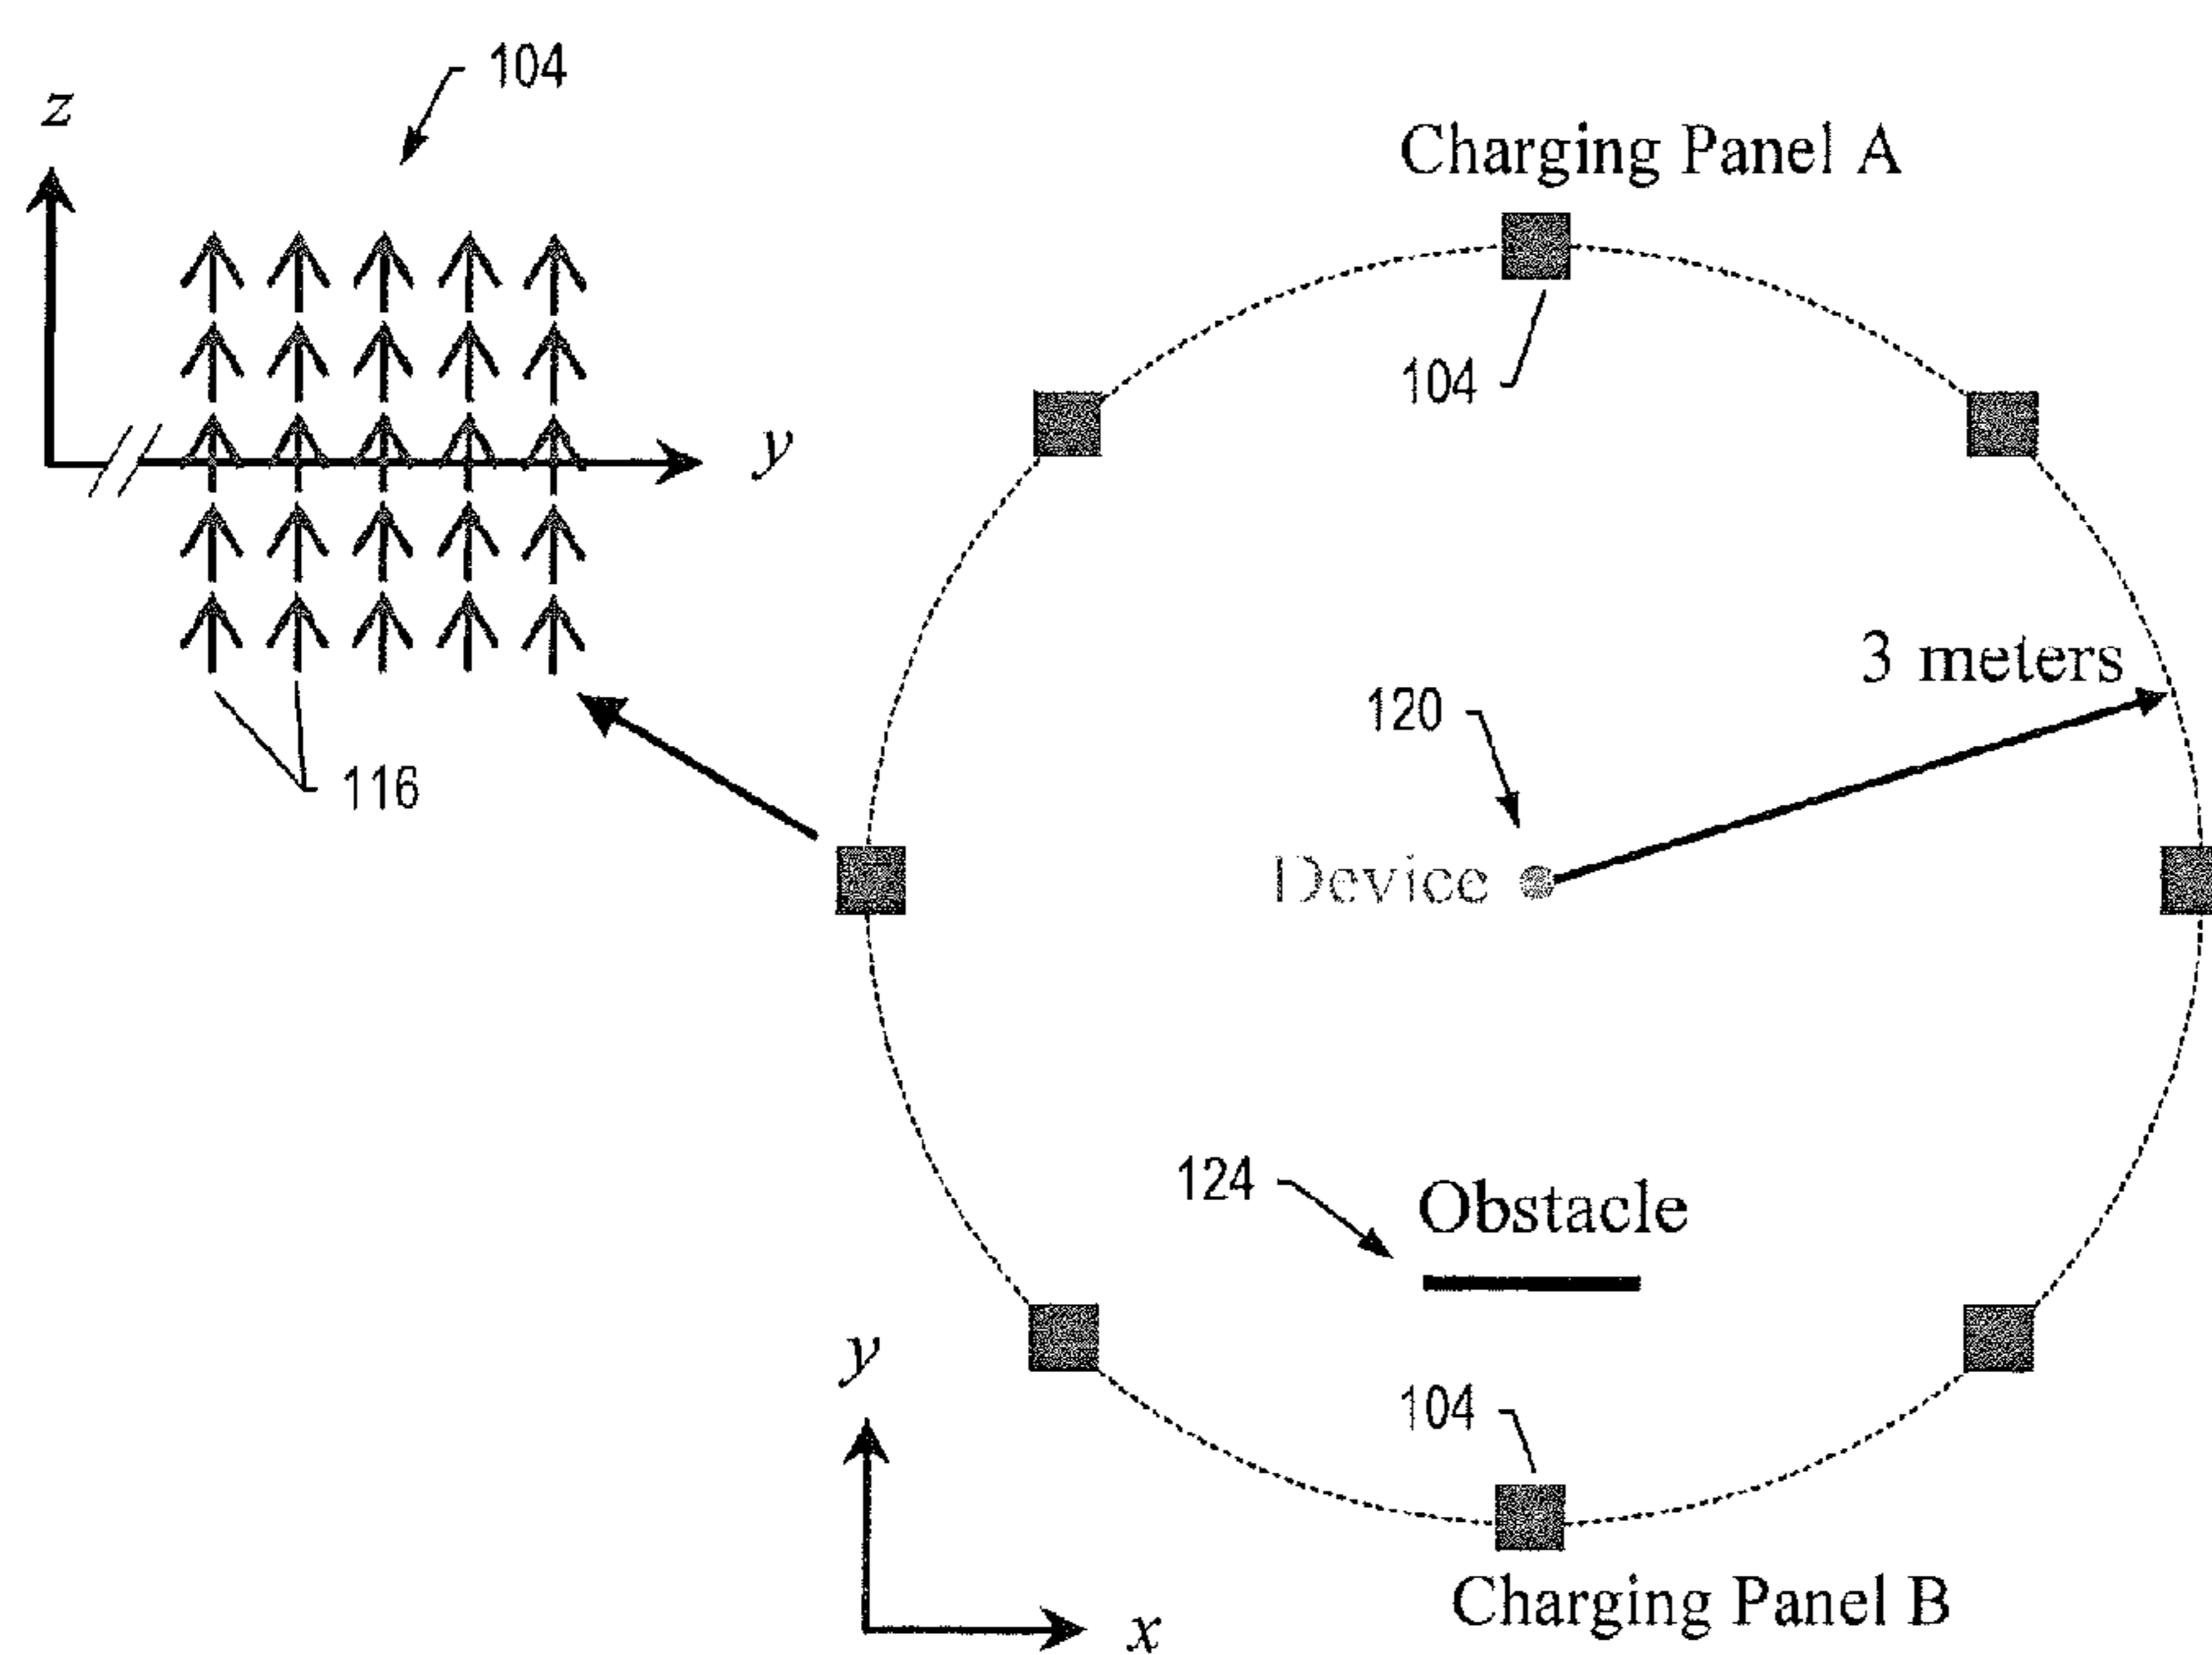 104
z
Charging Panel A
104
y
3 meters
120
116
Device
124
Obstacle
y
104
Charging Panel B
x